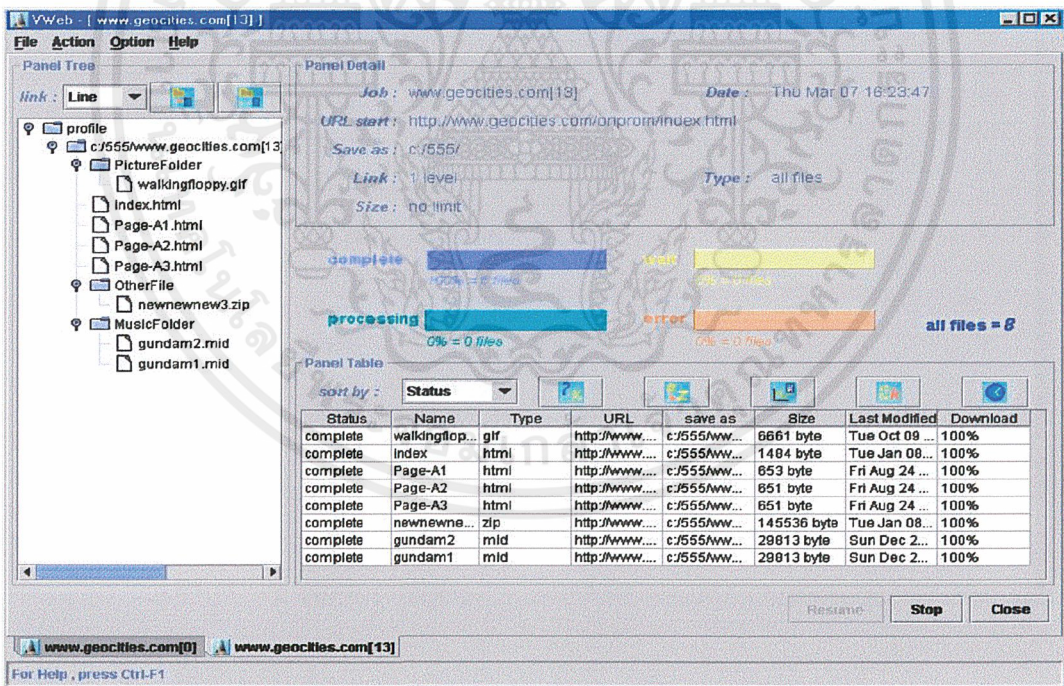 VWeb - [ www.geocities.com[13] ]
File Action Option Help
Panel Tree
link : Line
profile
c:/555/www.geocities.com[13]
PictureFolder
walkingfloppy.gif
index.html
Page-A1.html
Page-A2.html
Page-A3.html
OtherFile
newnewnew3.zip
MusicFolder
gundam2.mid
gundam1.mid
Panel Detail
Job : www.geocities.com[13] Date : Thu Mar 07 16:23:47
URL start : http://www.geocities.com/onprom/index.html
Save as : c:/555/
Link : 1 level Type : all files
Size : no limit
complete wait
100% = 0 files 0% = 0 files
processing error all files = 8
0% = 0 files 0% = 0 files
Panel Table
sort by : Status
Status Name Type URL save as Size Last Modified Download
complete walkingflop... gif http://www.... c:/555/ww... 6661 byte Tue Oct 09 ... 100%
complete index html http://www.... c:/555/ww... 1484 byte Tue Jan 08... 100%
complete Page-A1 html http://www.... c:/555/ww... 653 byte Fri Aug 24 ... 100%
complete Page-A2 html http://www.... c:/555/ww... 651 byte Fri Aug 24 ... 100%
complete Page-A3 html http://www.... c:/555/ww... 651 byte Fri Aug 24 ... 100%
complete newnewne... zip http://www.... c:/555/ww... 145536 byte Tue Jan 08... 100%
complete gundam2 mid http://www.... c:/555/ww... 29813 byte Sun Dec 2... 100%
complete gundam1 mid http://www.... c:/555/ww... 29813 byte Sun Dec 2... 100%
Resume Stop Close
www.geocities.com[0] www.geocities.com[13]
For Help , press Ctrl-F1